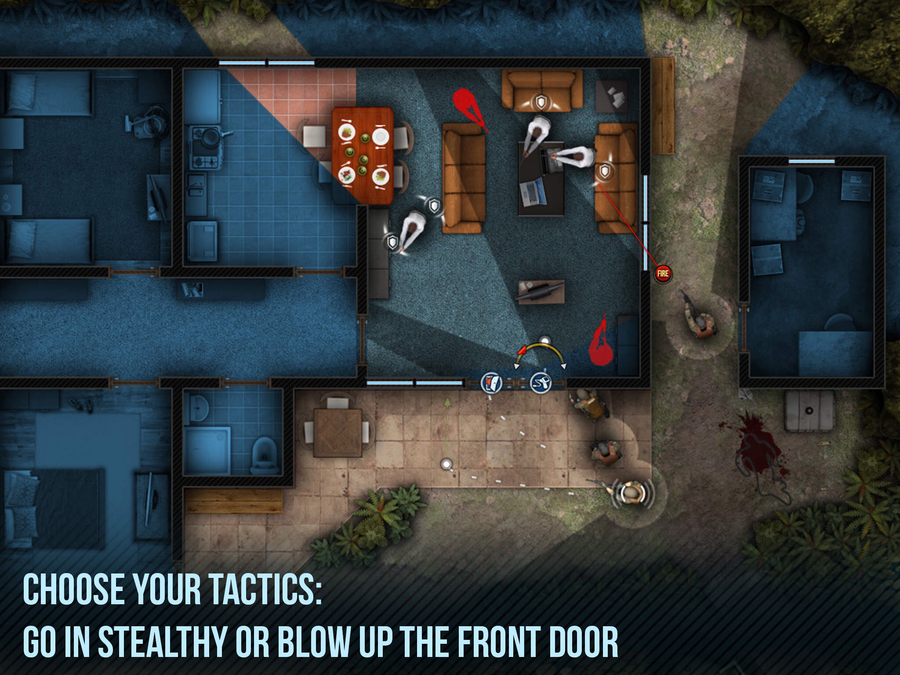 FIRE
CHOOSE YOUR TACTICS:
GO IN STEALTHY OR BLOW UP THE FRONT DOOR